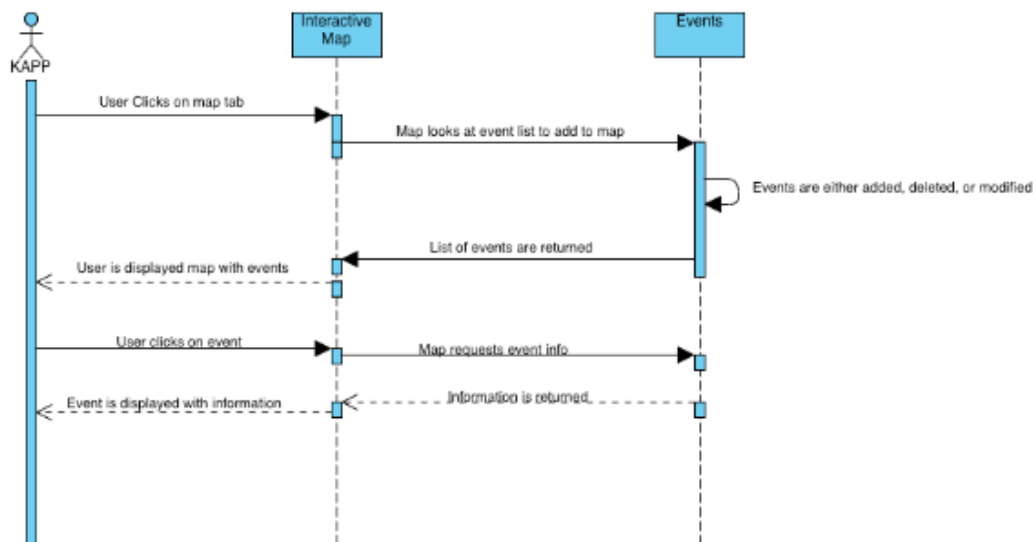 Interactive
Map
Events
KAPP
User Clicks on map tab
Map looks at event list to add to map
Events are either added, deleted, or modified
List of events are returned
User is displayed map with events
User clicks on event
Map requests event info
Information is returned
Event is displayed with information